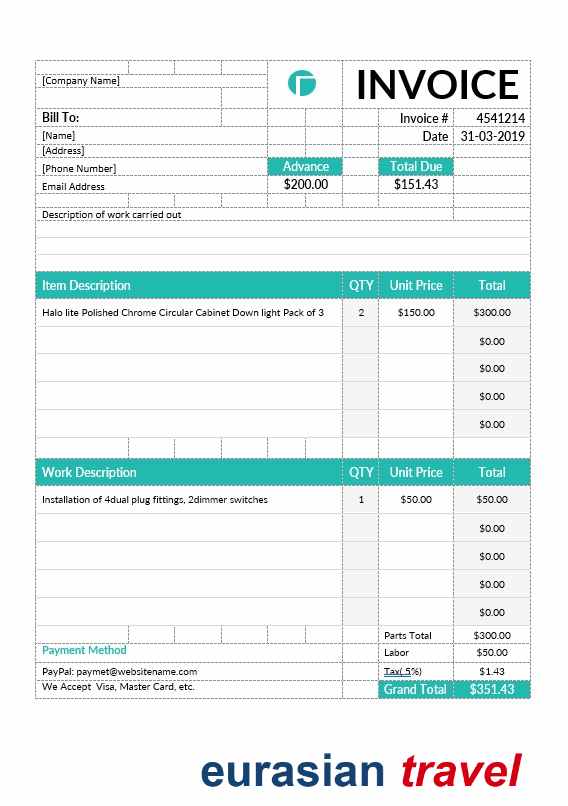 [Company Name]
INVOICE
Bill To:
Invoice # 4541214
[Name]
Date 31-03-2019
[Address]
[Phone Number]
Advance Total Due
Email Address
$200.00 $151.43
Description of work carried out
Item Description QTY Unit Price Total
Halo lite Polished Chrome Circular Cabinet Down light Pack of 3 2 $150.00 $300.00
$0.00
$0.00
$0.00
$0.00
Work Description QTY Unit Price Total
Installation of 4dual plug fittings, 2dimmer switches 1 $50.00 $50.00
$0.00
$0.00
$0.00
$0.00
Parts Total $300.00
Payment Method
Labor $50.00
PayPal: paymet@websitename.com
Tax(.5%) $1.43
We Accept Visa, Master Card, etc.
Grand Total $351.43
eurasian travel